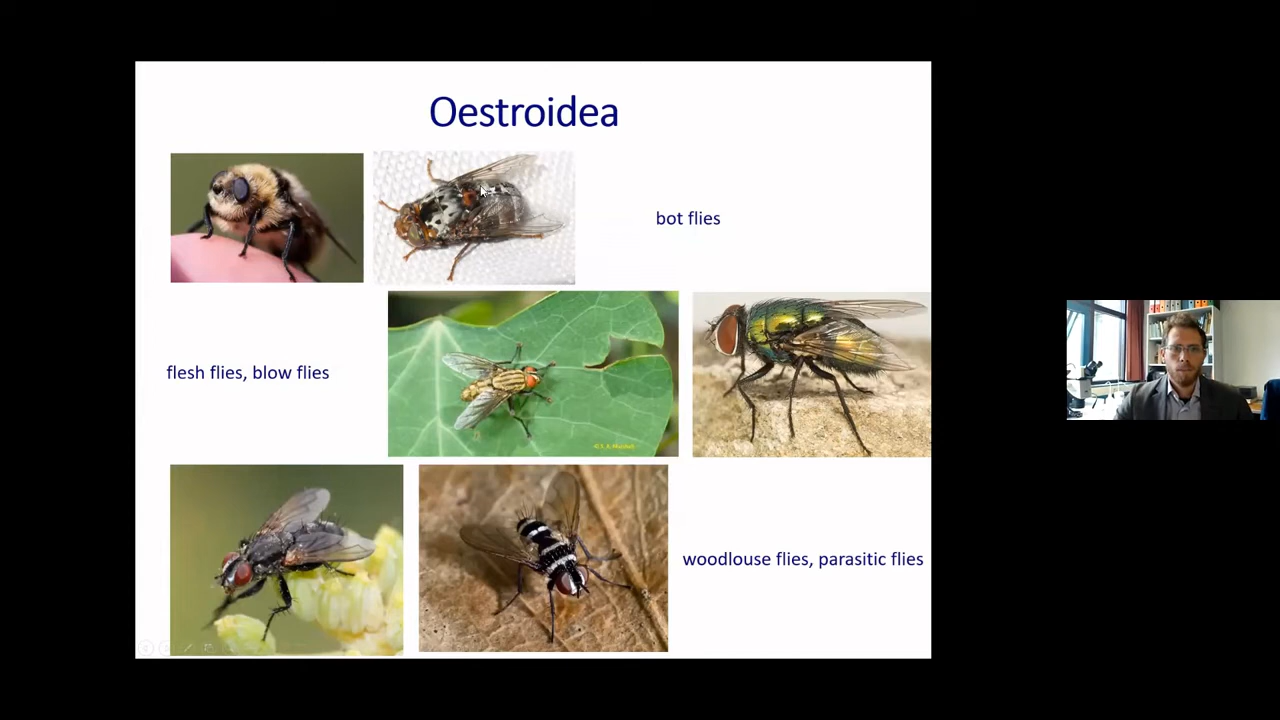 Oestroidea
bot flies
flesh flies, blow flies
woodlouse flies, parasitic flies